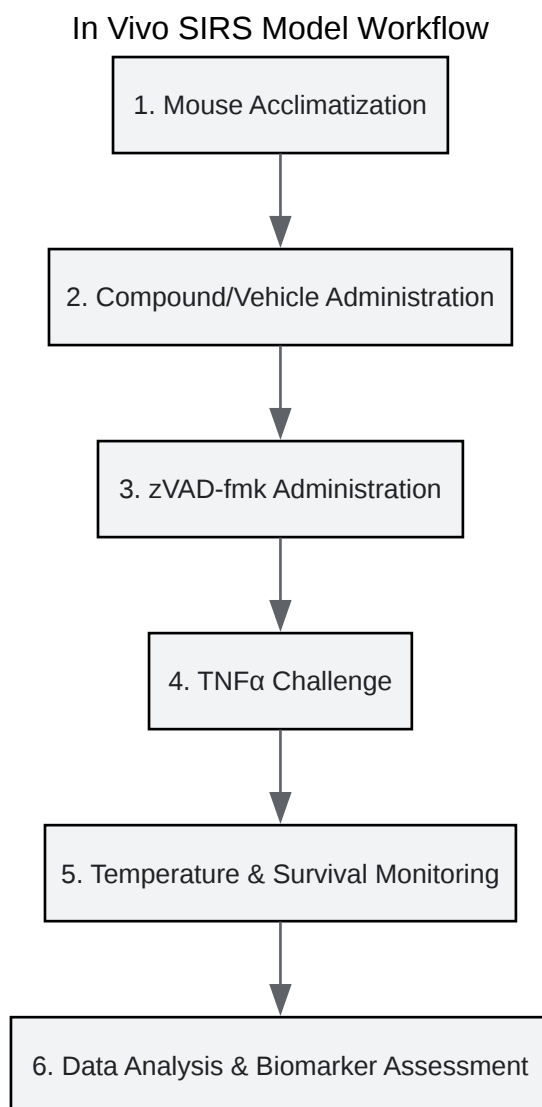 In Vivo SIRS Model Workflow
1. Mouse Acclimatization
2. Compound/Vehicle Administration
3. zVAD-fmk Administration
4. TNFα Challenge
5. Temperature & Survival Monitoring
6. Data Analysis & Biomarker Assessment